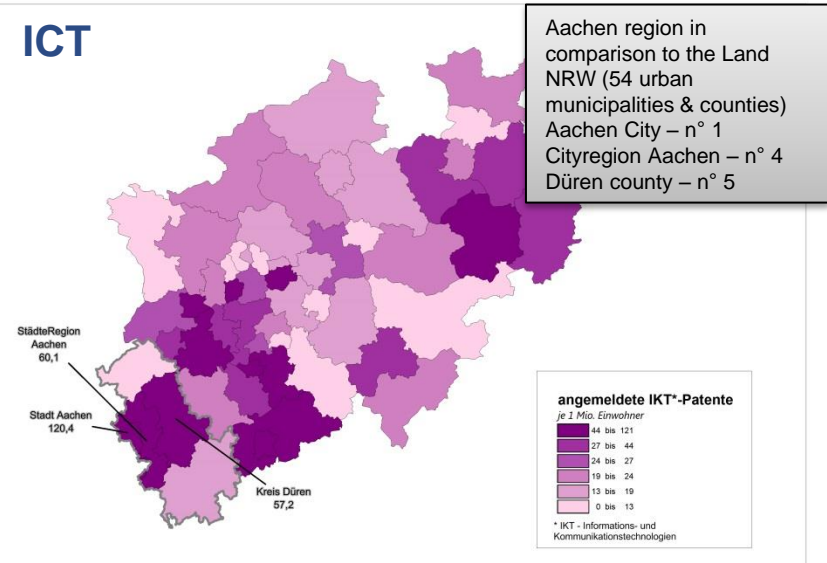 ICT
Aachen region in
comparison to the Land
NRW (54 urban
municipalities & counties)
Aachen City – n° 1
Cityregion Aachen – n° 4
Düren county – n° 5
StädteRegion
Aachen
60,1
Stadt Aachen
120,4
Kreis Düren
57,2
angemeldete IKT*-Patente
je 1 Mio. Einwohner
44 bis 121
27 bis 44
24 bis 27
19 bis 24
13 bis 19
0 bis 13
* IKT - Informations- und
Kommunikationstechnologien